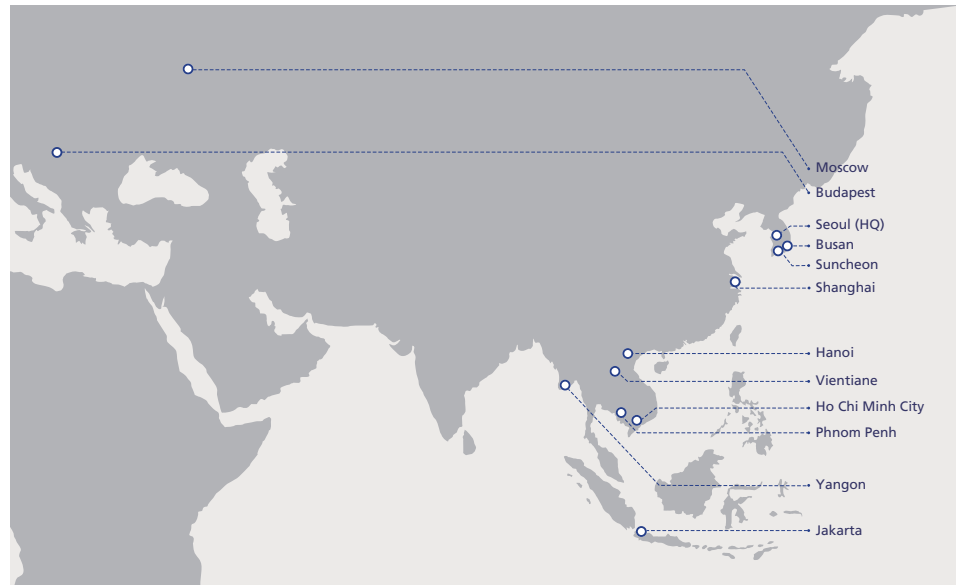 Moscow
Budapest
Seoul (HQ)
Busan
Suncheon
Shanghai
Hanoi
Vientiane
Ho Chi Minh City
Phnom Penh
Yangon
Jakarta